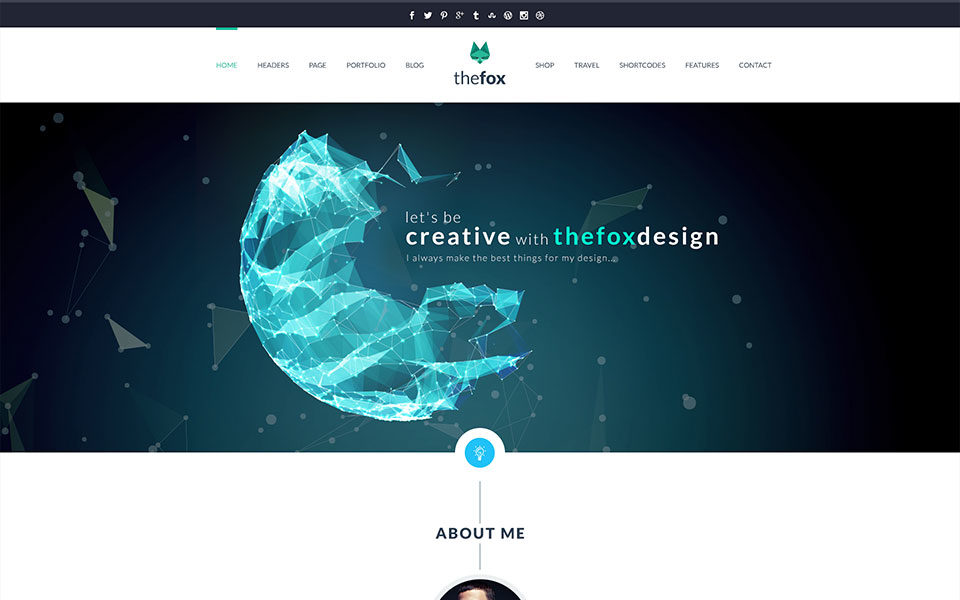 HOME HEADERS PAGE PORTFOLIO BLOG thefox SHOP TRAVEL SHORTCODES FEATURES CONTACT
let's be
creative with thefoxdesign
I always make the best things for my design...
ABOUT ME